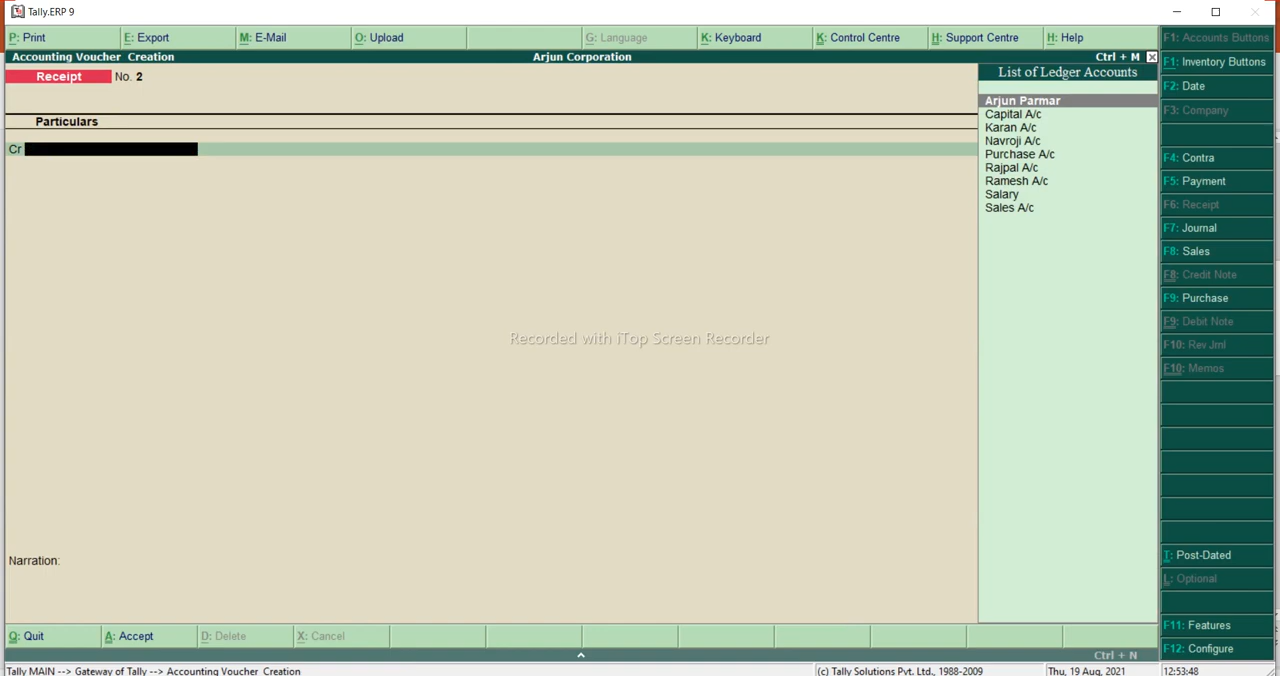 Tally.ERP 9
P: Print E: Export M: E-Mail O: Upload G: Language K: Keyboard K: Control Centre H: Support Centre H: Help
Accounting Voucher Creation Arjun Corporation Ctrl + M
Receipt No. 2
Particulars
Cr
Narration:
List of Ledger Accounts
Arjun Parmar
Capital A/c
Karan A/c
Navroji A/c
Purchase A/c
Rajpal A/c
Ramesh A/c
Salary
Sales A/c
F1: Accounts Buttons
F1: Inventory Buttons
F2: Date
F3: Company
F4: Contra
F5: Payment
F6: Receipt
F7: Journal
F8: Sales
F8: Credit Note
F9: Purchase
F9: Debit Note
F10: Rev Jrnl
F10: Memos
T: Post-Dated
L: Optional
F11: Features
F12: Configure
Recorded with iTop Screen Recorder
Q: Quit A: Accept D: Delete X: Cancel
Ctrl + N
Tally MAIN --> Gateway of Tally --> Accounting Voucher Creation (c) Tally Solutions Pvt. Ltd., 1988-2009 Thu, 19 Aug, 2021 12:53:48